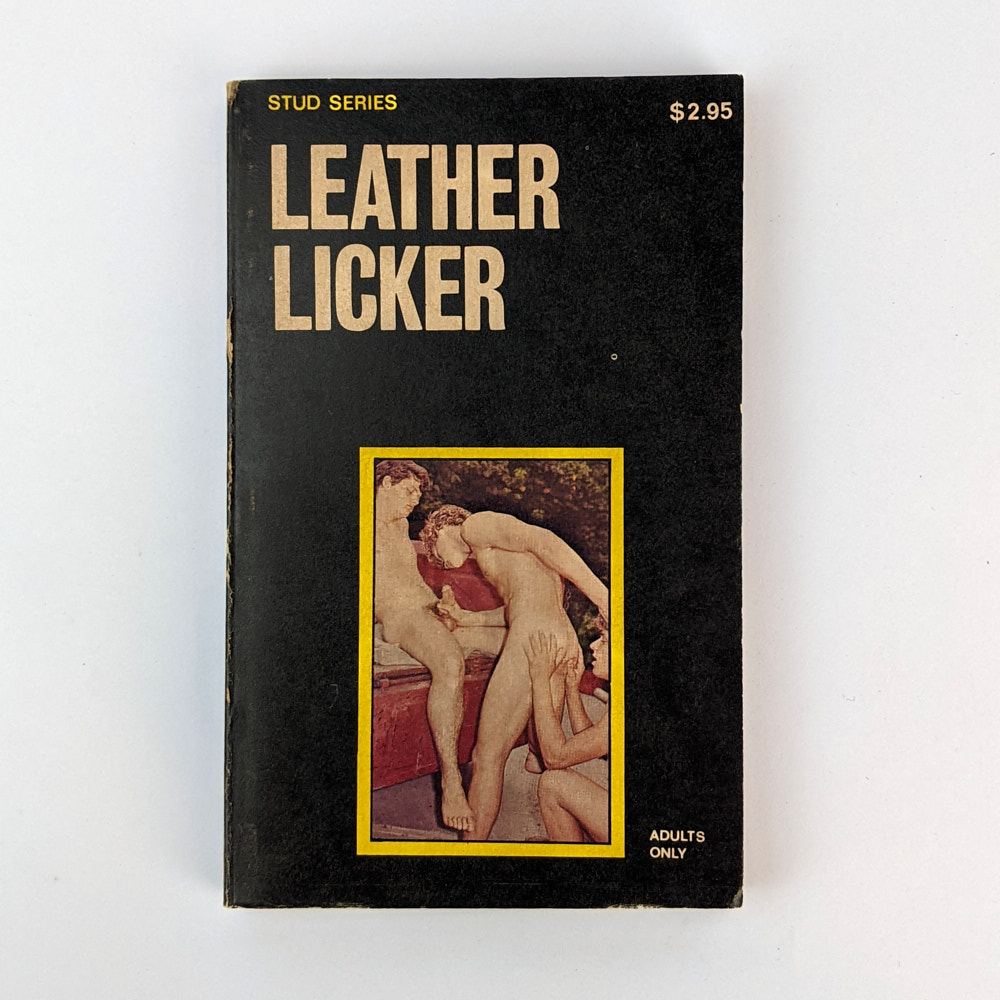 STUD SERIES
$2.95
LEATHER
LICKER
ADULTS
ONLY